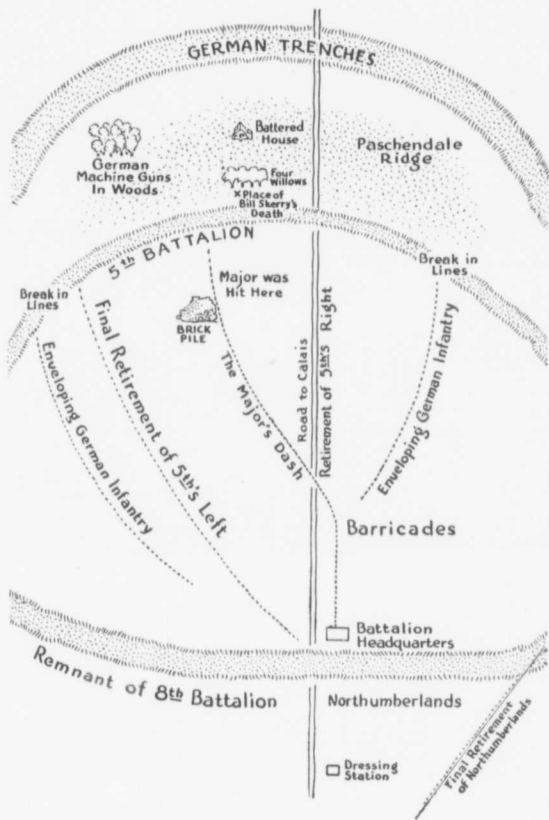 GERMAN TRENCHES
Battered
House
Paschendale
Ridge
German
Machine Guns
In Woods
Four
Willows
×Place of
Bill Skerry's
Death
5th BATTALION
Break in
Lines
Break in
Lines
Major was
Hit Here
BRICK
PILE
Final Retirement of 5th's Left
Enveloping German Infantry
The Major's Dash
Road to Calais
Retirement of 5th's Right
Enveloping German Infantry
Barricades
Battalion
Headquarters
Remnant of 8th Battalion
Northumberlands
Dressing
Station
Final Retirement
of Northumberlands